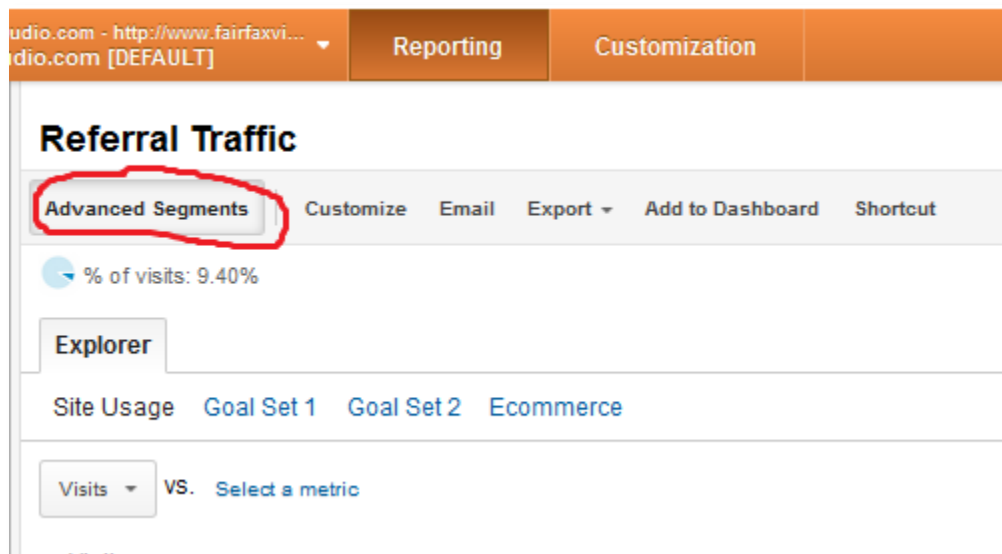 udio.com - http://www.fairfaxvi...
dio.com [DEFAULT]
Reporting
Customization
Referral Traffic
Advanced Segments Customize Email Export Add to Dashboard Shortcut
% of visits: 9.40%
Explorer
Site Usage Goal Set 1 Goal Set 2 Ecommerce
Visits VS. Select a metric